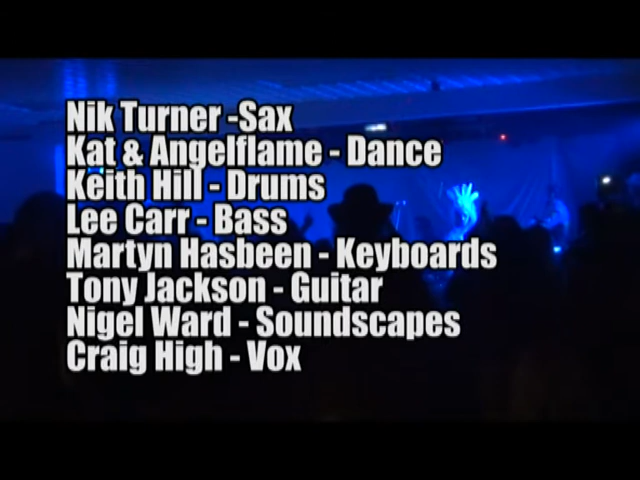 Nik Turner -Sax
Kat & Angelflame - Dance
Keith Hill - Drums
Lee Carr - Bass
Martyn Hasbeen - Keyboards
Tony Jackson - Guitar
Nigel Ward - Soundscapes
Craig High - Vox